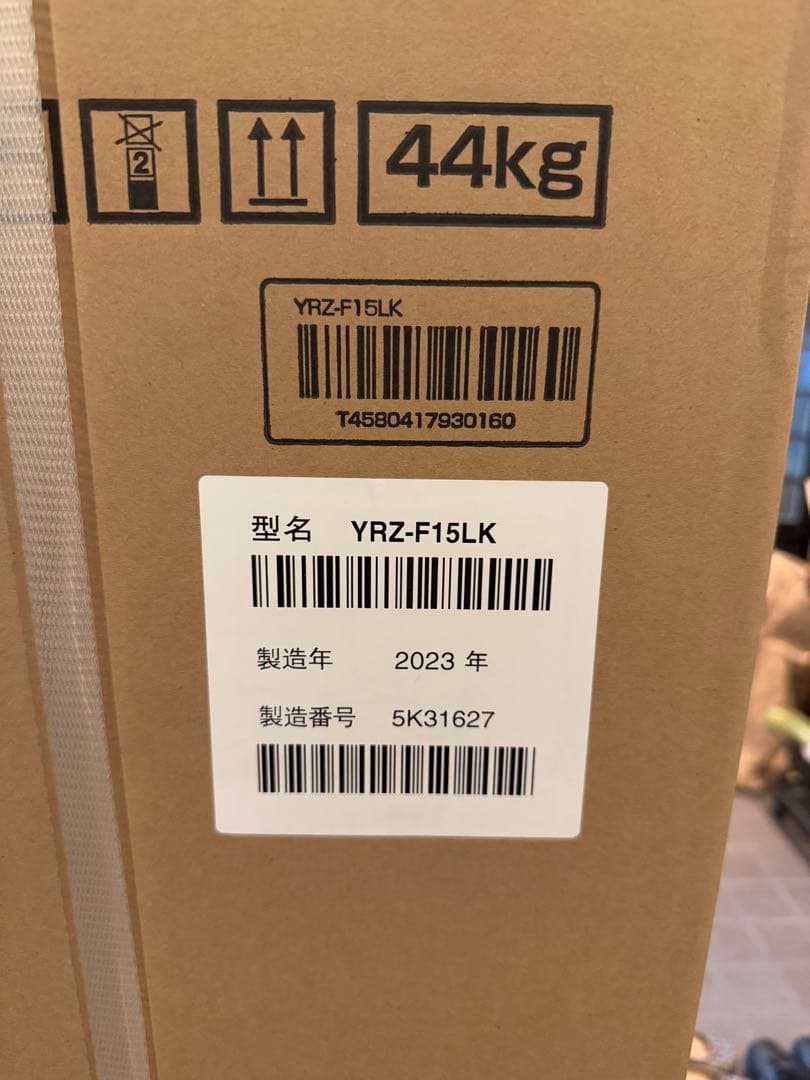 2
44kg
YRZ-F15LK
T4580417930160
型名 YRZ-F15LK
製造年 2023 年
製造番号 5K31627